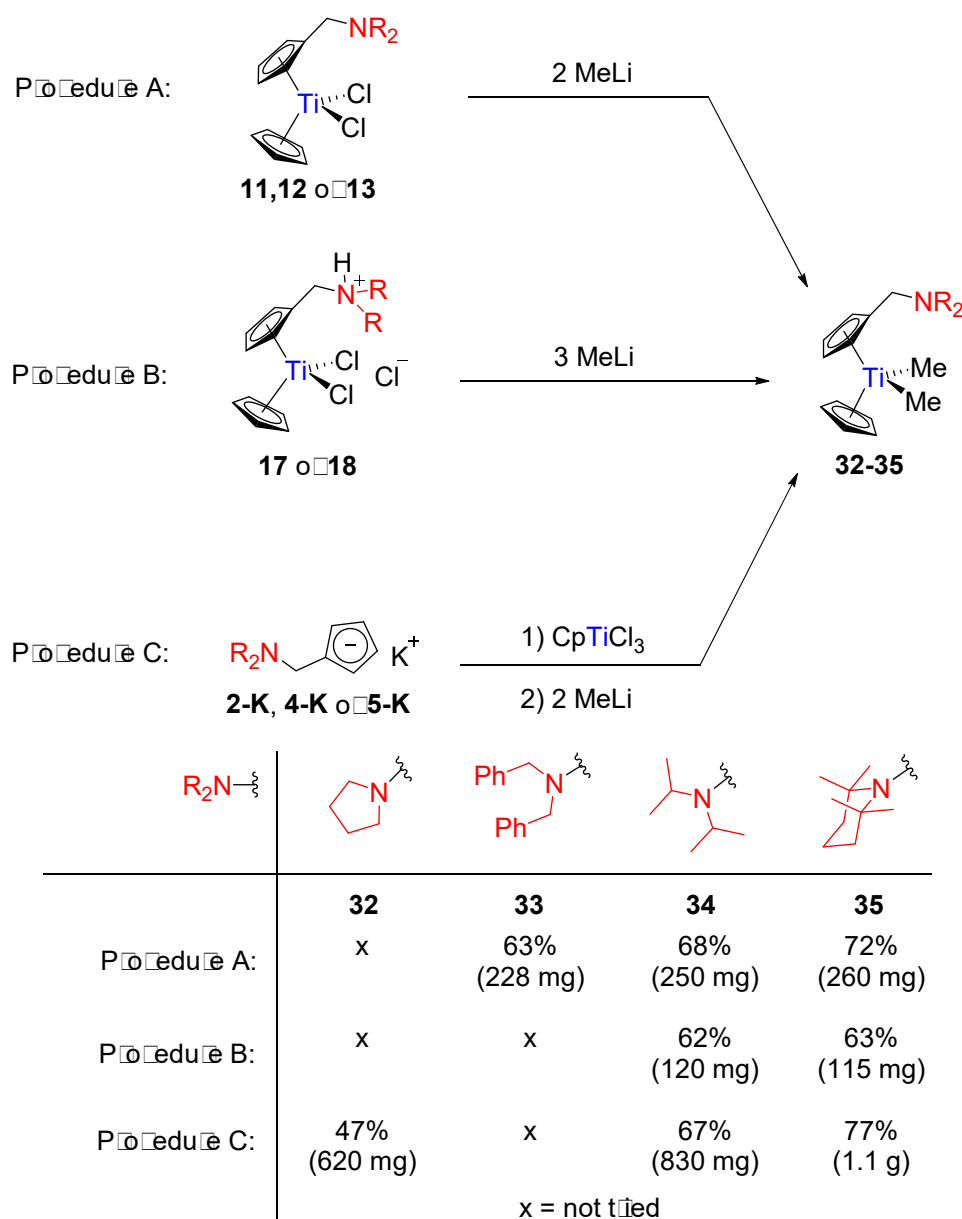 NR2
P□o□edu□e A:
Ti
Cl
Cl
2 MeLi
11,12 o□13
H
N+
R
R
P□o□edu□e B:
Ti
Cl
Cl
Cl−
3 MeLi
17 o□18
NR2
Ti
Me
Me
32-35
P□o□edu□e C:
R2N
−
K+
1) CpTiCl3
2) 2 MeLi
2-K, 4-K o□5-K
R2N
N
Ph
N
Ph
N
N
32 33 34 35
P□o□edu□e A: x 63% 68% 72%
(228 mg) (250 mg) (260 mg)
P□o□edu□e B: x x 62% 63%
(120 mg) (115 mg)
P□o□edu□e C: 47% x 67% 77%
(620 mg) (830 mg) (1.1 g)
x = not t□ied